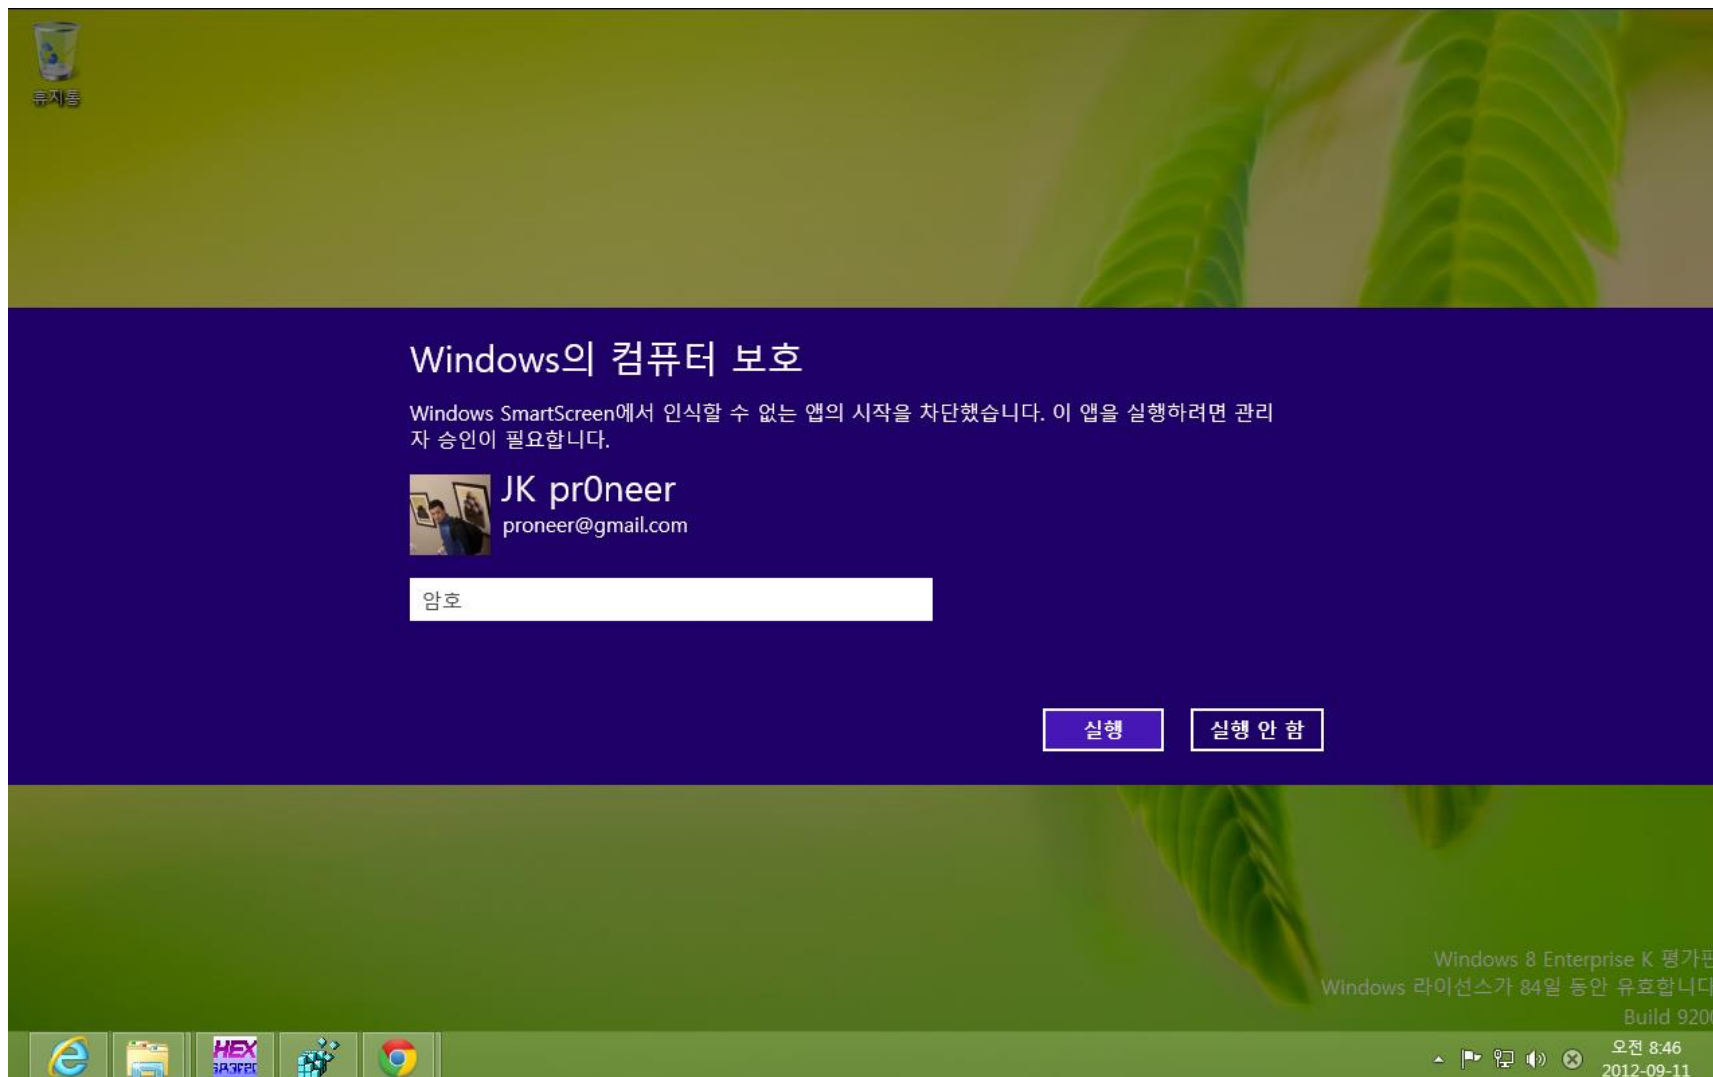 휴지통
Windows의 컴퓨터 보호
Windows SmartScreen에서 인식할 수 없는 앱의 시작을 차단했습니다. 이 앱을 실행하려면 관리
자 승인이 필요합니다.
JK pr0neer
proneer@gmail.com
암호
실행
실행 안 함
Windows 8 Enterprise K 평가판
Windows 라이선스가 84일 동안 유효합니다
Build 920
HEX
오전 8:46
2012-09-11